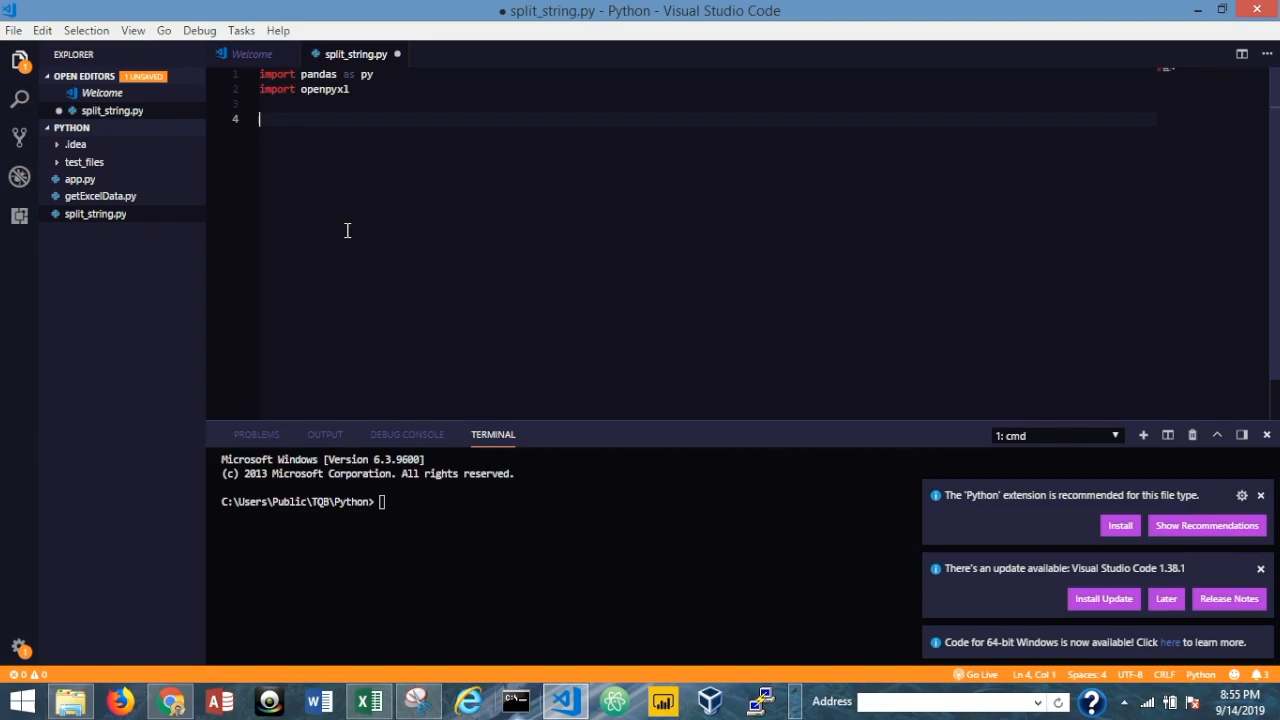 ● split_string.py - Python - Visual Studio Code
File Edit Selection View Go Debug Tasks Help
EXPLORER
OPEN EDITORS 1 UNSAVED
Welcome
split_string.py
PYTHON
.idea
test_files
app.py
getExcelData.py
split_string.py
Welcome split_string.py
1 import pandas as py
2 import openpyxl
3
4
PROBLEMS OUTPUT DEBUG CONSOLE TERMINAL 1: cmd
Microsoft Windows [Version 6.3.9600]
(c) 2013 Microsoft Corporation. All rights reserved.
C:\Users\Public\TQB\Python>
The 'Python' extension is recommended for this file type.
Install Show Recommendations
There's an update available: Visual Studio Code 1.38.1
Install Update Later Release Notes
Code for 64-bit Windows is now available! Click here to learn more.
0 0 Go Live Ln 4, Col 1 Spaces: 4 UTF-8 CRLF Python 3
Address
8:55 PM
9/14/2019